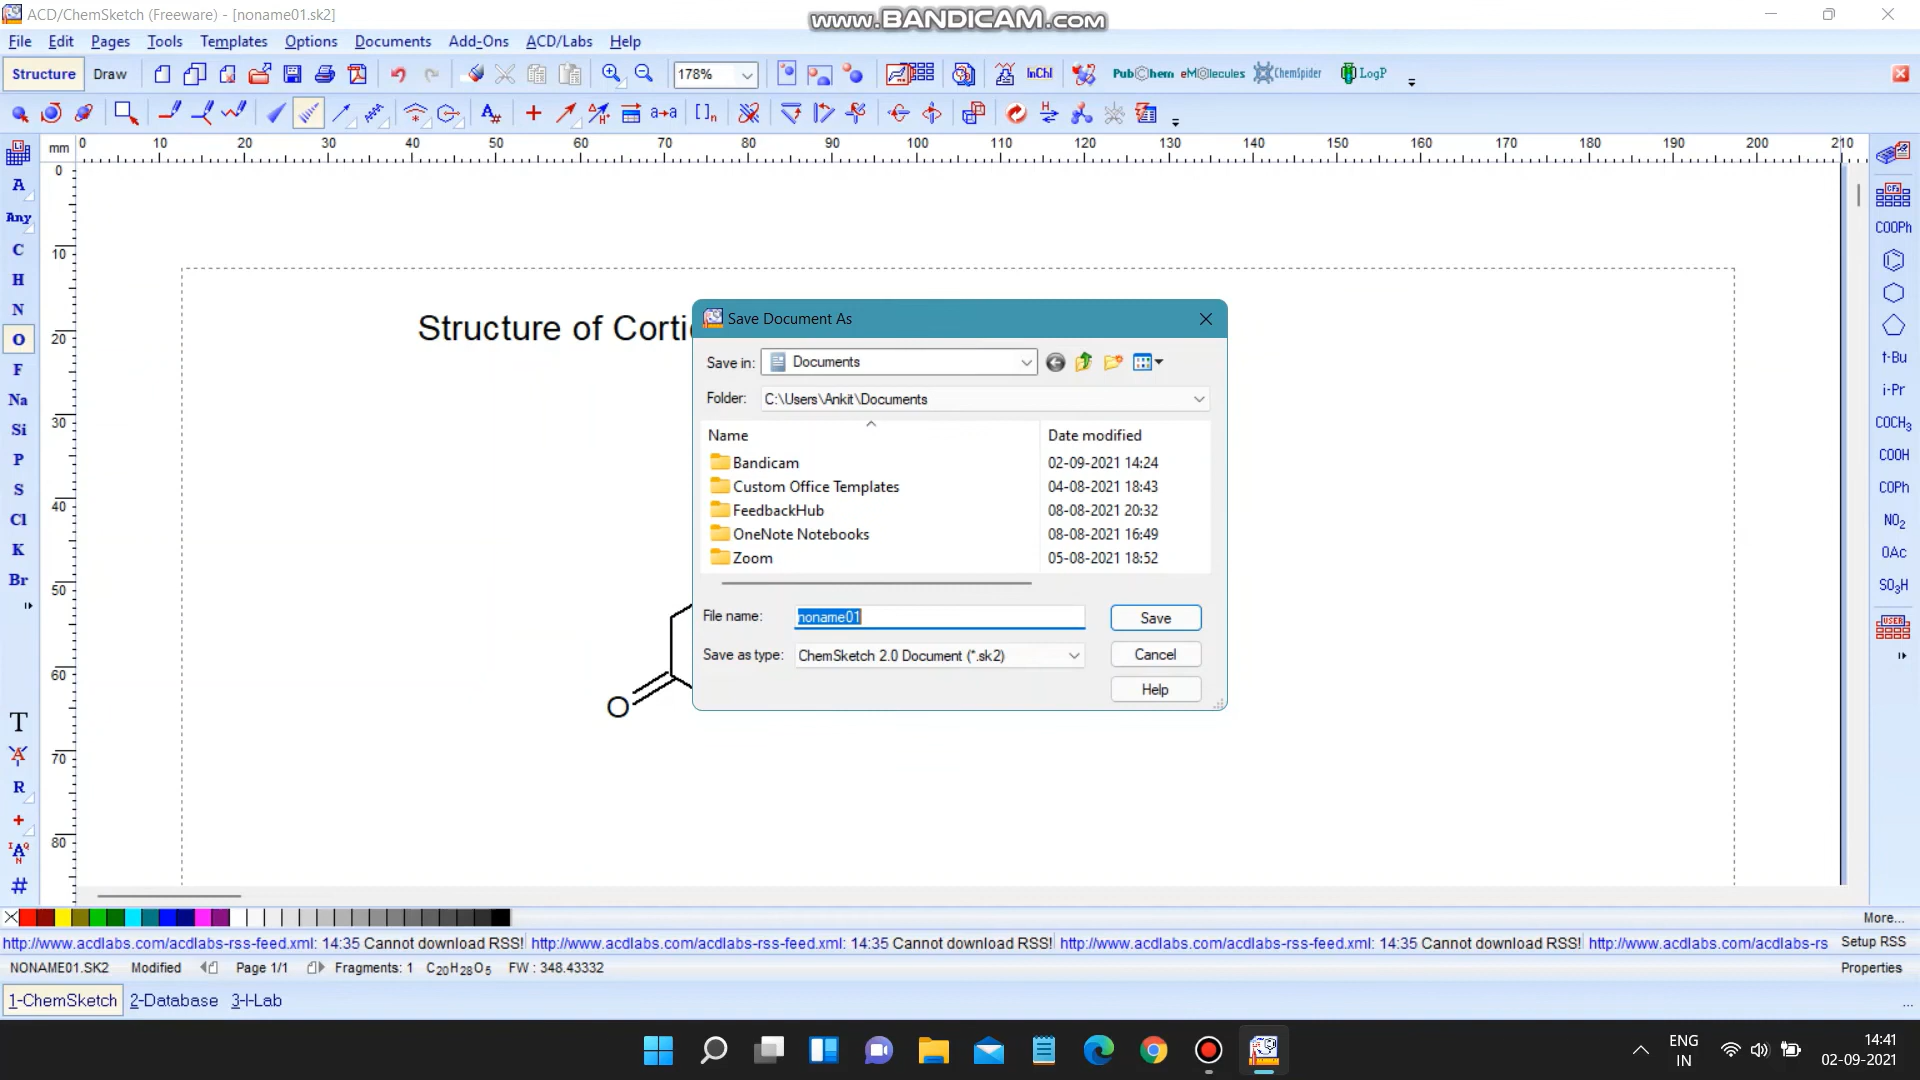 ACD/ChemSketch (Freeware) - [noname01.sk2]
www.BANDICAM.com
File Edit Pages Tools Templates Options Documents Add-Ons ACD/Labs Help
Structure Draw 178% InChI PubChem eMolecules ChemSpider LogP
mm 0 10 20 30 40 50 60 70 80 90 100 110 120 130 140 150 160 170 180 190 200 210
0
10
20
30
40
50
60
70
80
A
Any
C
H
N
O
F
Na
Si
P
S
Cl
K
Br
T
A
R
#
Structure of Cortic
O
Save Document As
Save in: Documents
Folder: C:\Users\Ankit\Documents
Name Date modified
Bandicam 02-09-2021 14:24
Custom Office Templates 04-08-2021 18:43
FeedbackHub 08-08-2021 20:32
OneNote Notebooks 08-08-2021 16:49
Zoom 05-08-2021 18:52
File name: noname01 Save
Save as type: ChemSketch 2.0 Document (*.sk2) Cancel
Help
COOPh
t-Bu
i-Pr
COCH3
COOH
COPh
NO2
OAc
SO3H
USER
More...
http://www.acdlabs.com/acdlabs-rss-feed.xml: 14:35 Cannot download RSS! http://www.acdlabs.com/acdlabs-rss-feed.xml: 14:35 Cannot download RSS! http://www.acdlabs.com/acdlabs-rss-feed.xml: 14:35 Cannot download RSS! http://www.acdlabs.com/acdlabs-rs Setup RSS
NONAME01.SK2 Modified Page 1/1 Fragments: 1 C20H28O5 FW : 348.43332 Properties
1-ChemSketch 2-Database 3-I-Lab
ENG
IN
14:41
02-09-2021